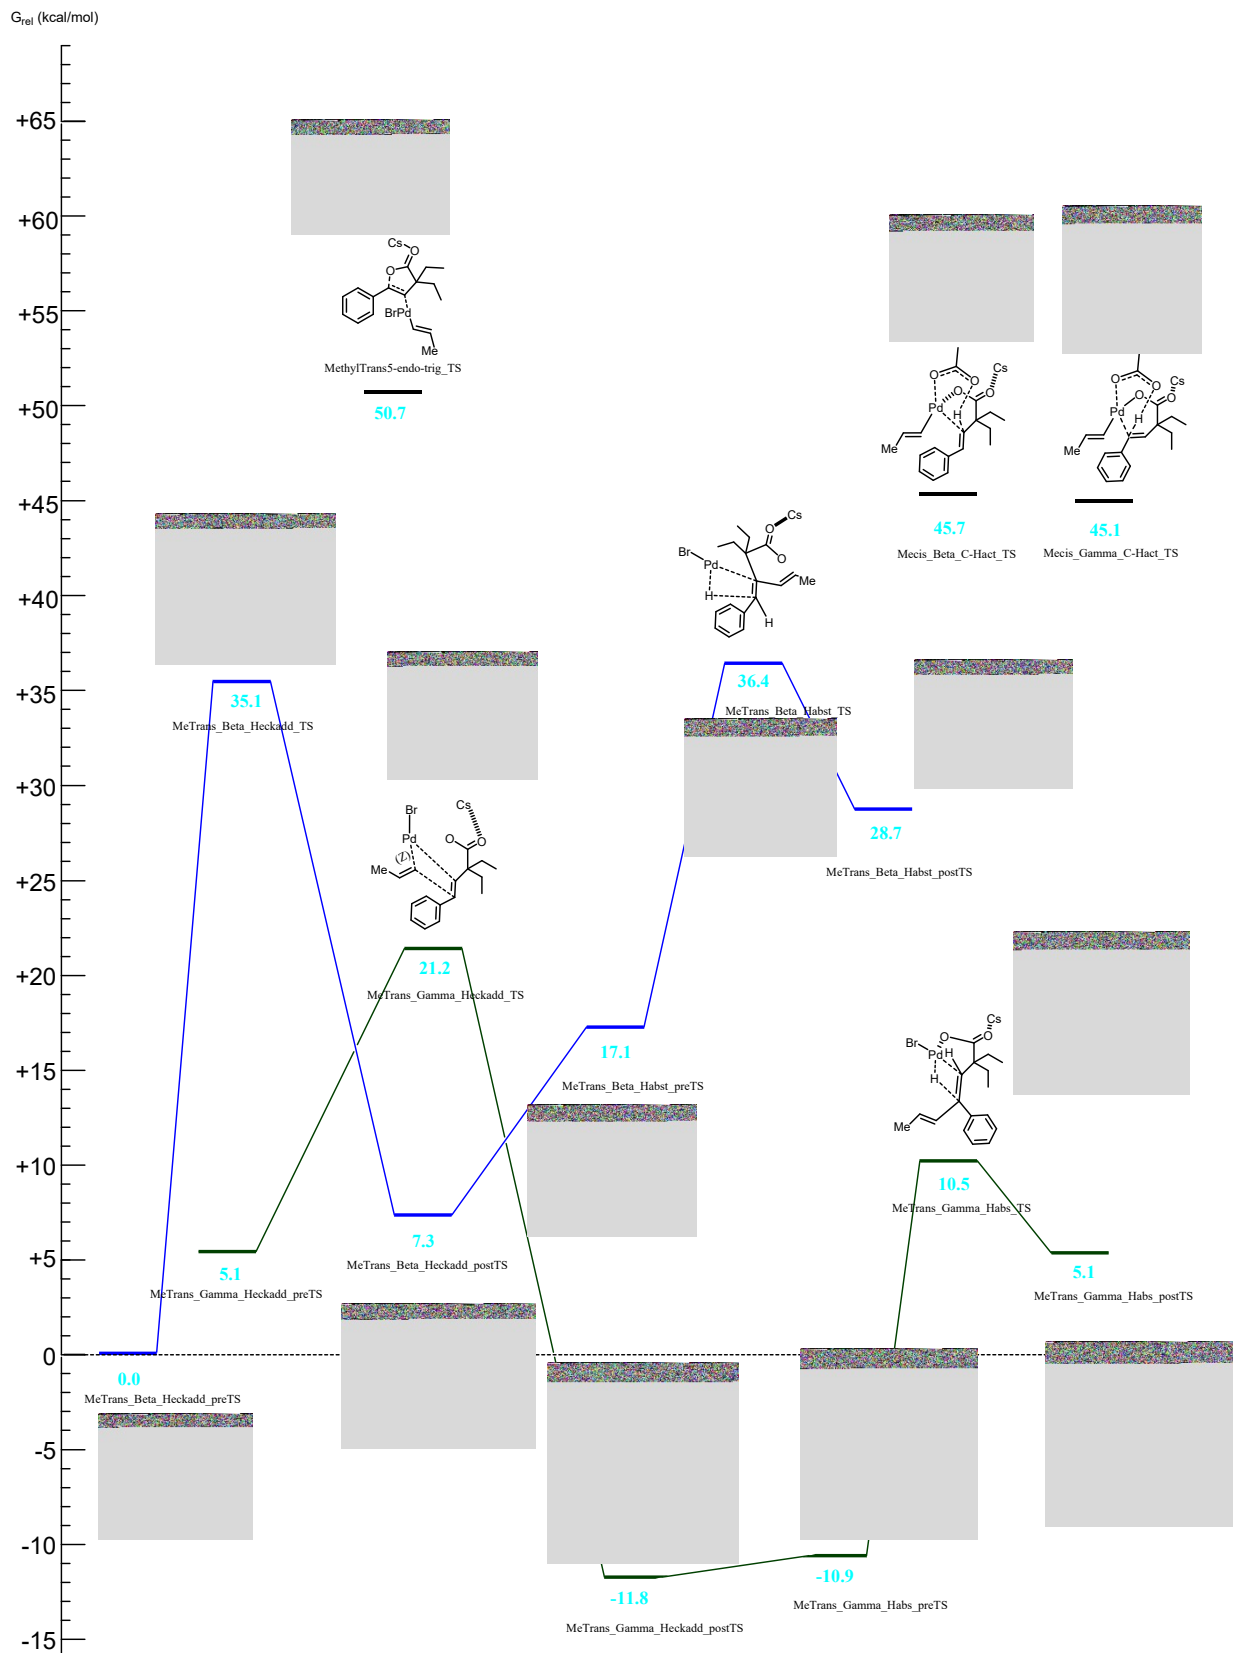 Grel (kcal/mol)
+65
+60
+55
+50
+45
+40
+35
+30
+25
+20
+15
+10
+5
0
-5
-10
-15
Cs
O
O
BrPd
Me
MethylTrans5-endo-trig_TS
50.7
O
O
Cs
Pd
O
O
H
Me
45.7
Mecis_Beta_C-Hact_TS
O
O
Cs
Pd
O
O
H
Me
45.1
Mecis_Gamma_C-Hact_TS
Cs
O
O
Br
Pd
H
Me
H
36.4
MeTrans_Beta_Habst_TS
35.1
MeTrans_Beta_Heckadd_TS
28.7
MeTrans_Beta_Habst_postTS
Br
Cs
Pd
O
O
(Z)
Me
21.2
MeTrans_Gamma_Heckadd_TS
17.1
MeTrans_Beta_Habst_preTS
Cs
Br
O
O
Pd
H
H
Me
10.5
MeTrans_Gamma_Habs_TS
7.3
MeTrans_Beta_Heckadd_postTS
5.1
MeTrans_Gamma_Heckadd_preTS
5.1
MeTrans_Gamma_Habs_postTS
0.0
MeTrans_Beta_Heckadd_preTS
-11.8
MeTrans_Gamma_Heckadd_postTS
-10.9
MeTrans_Gamma_Habs_preTS